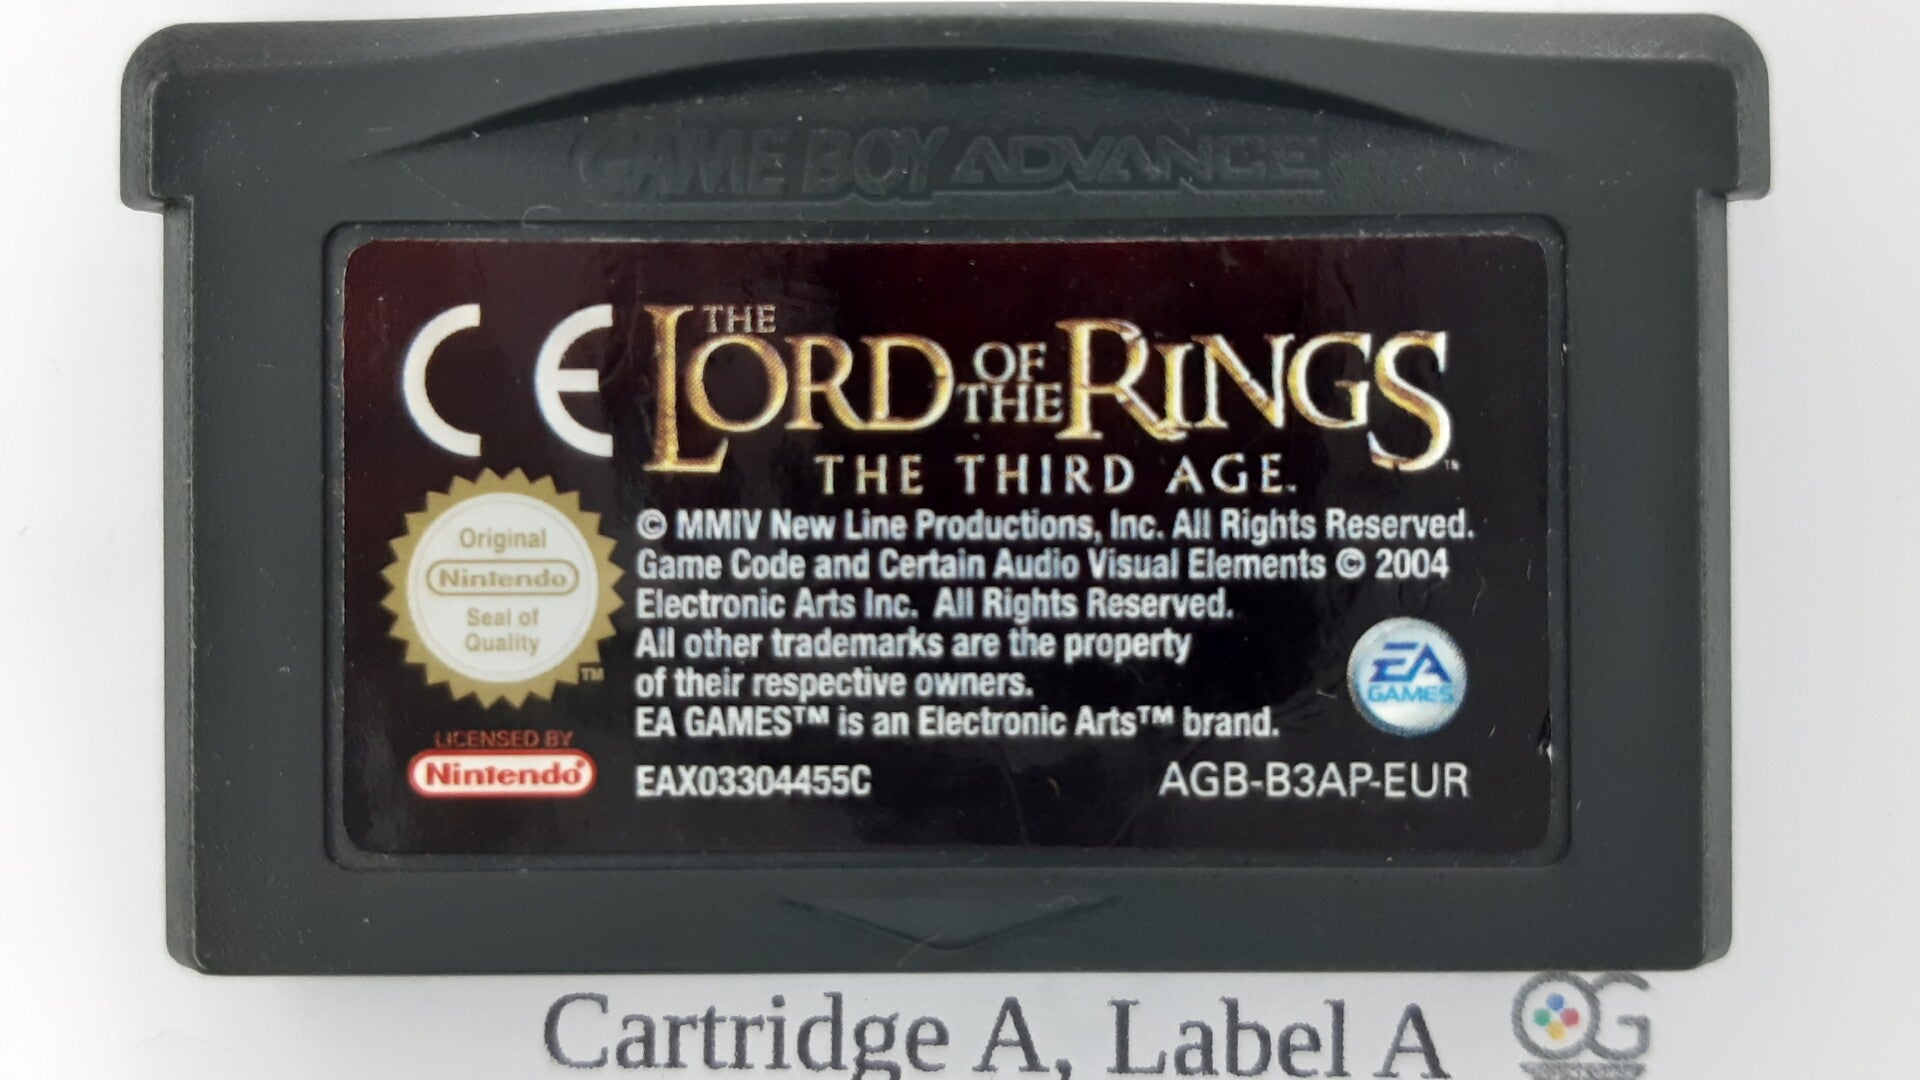 GAME BOY ADVANCE
CE
THE LORD OF THE RINGS™
THE THIRD AGE™
Original
Nintendo
Seal of
Quality
TM
© MMIV New Line Productions, Inc. All Rights Reserved.
Game Code and Certain Audio Visual Elements © 2004
Electronic Arts Inc. All Rights Reserved.
All other trademarks are the property
of their respective owners.
EA GAMES™ is an Electronic Arts™ brand.
EA
GAMES
LICENSED BY
Nintendo®
EAX03304455C
AGB-B3AP-EUR
Cartridge A, Label A
OG